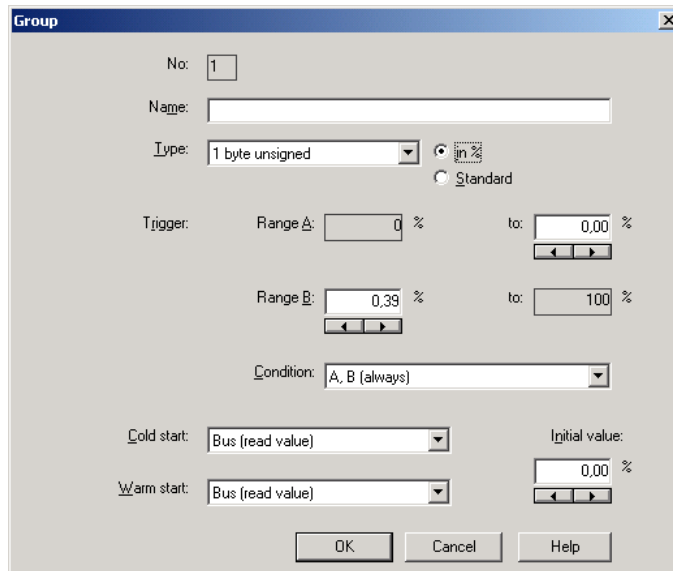 Group
No: 1
Name:
Type: 1 byte unsigned in %
Standard
Trigger: Range A: 0 % to: 0,00 %
Range B: 0,39 % to: 100 %
Condition: A, B (always)
Cold start: Bus (read value) Initial value:
0,00 %
Warm start: Bus (read value)
OK Cancel Help